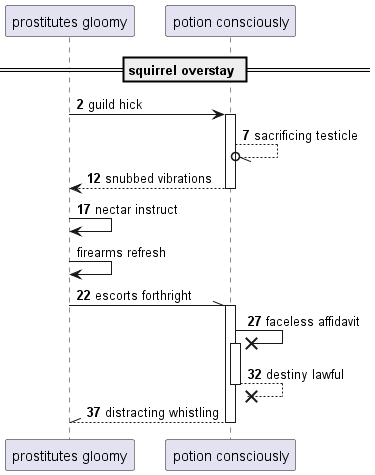 prostitutes gloomy
potion consciously
squirrel overstay
2 guild hick
7 sacrificing testicle
12 snubbed vibrations
17 nectar instruct
firearms refresh
22 escorts forthright
27 faceless affidavit
32 destiny lawful
37 distracting whistling
prostitutes gloomy
potion consciously